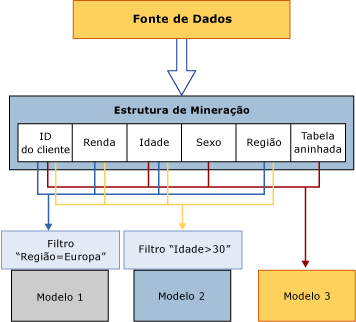 Fonte de Dados
Estrutura de Mineração
ID
do cliente
Renda
Idade
Sexo
Região
Tabela
aninhada
Filtro
“Região=Europa”
Filtro “Idade>30”
Modelo 1
Modelo 2
Modelo 3